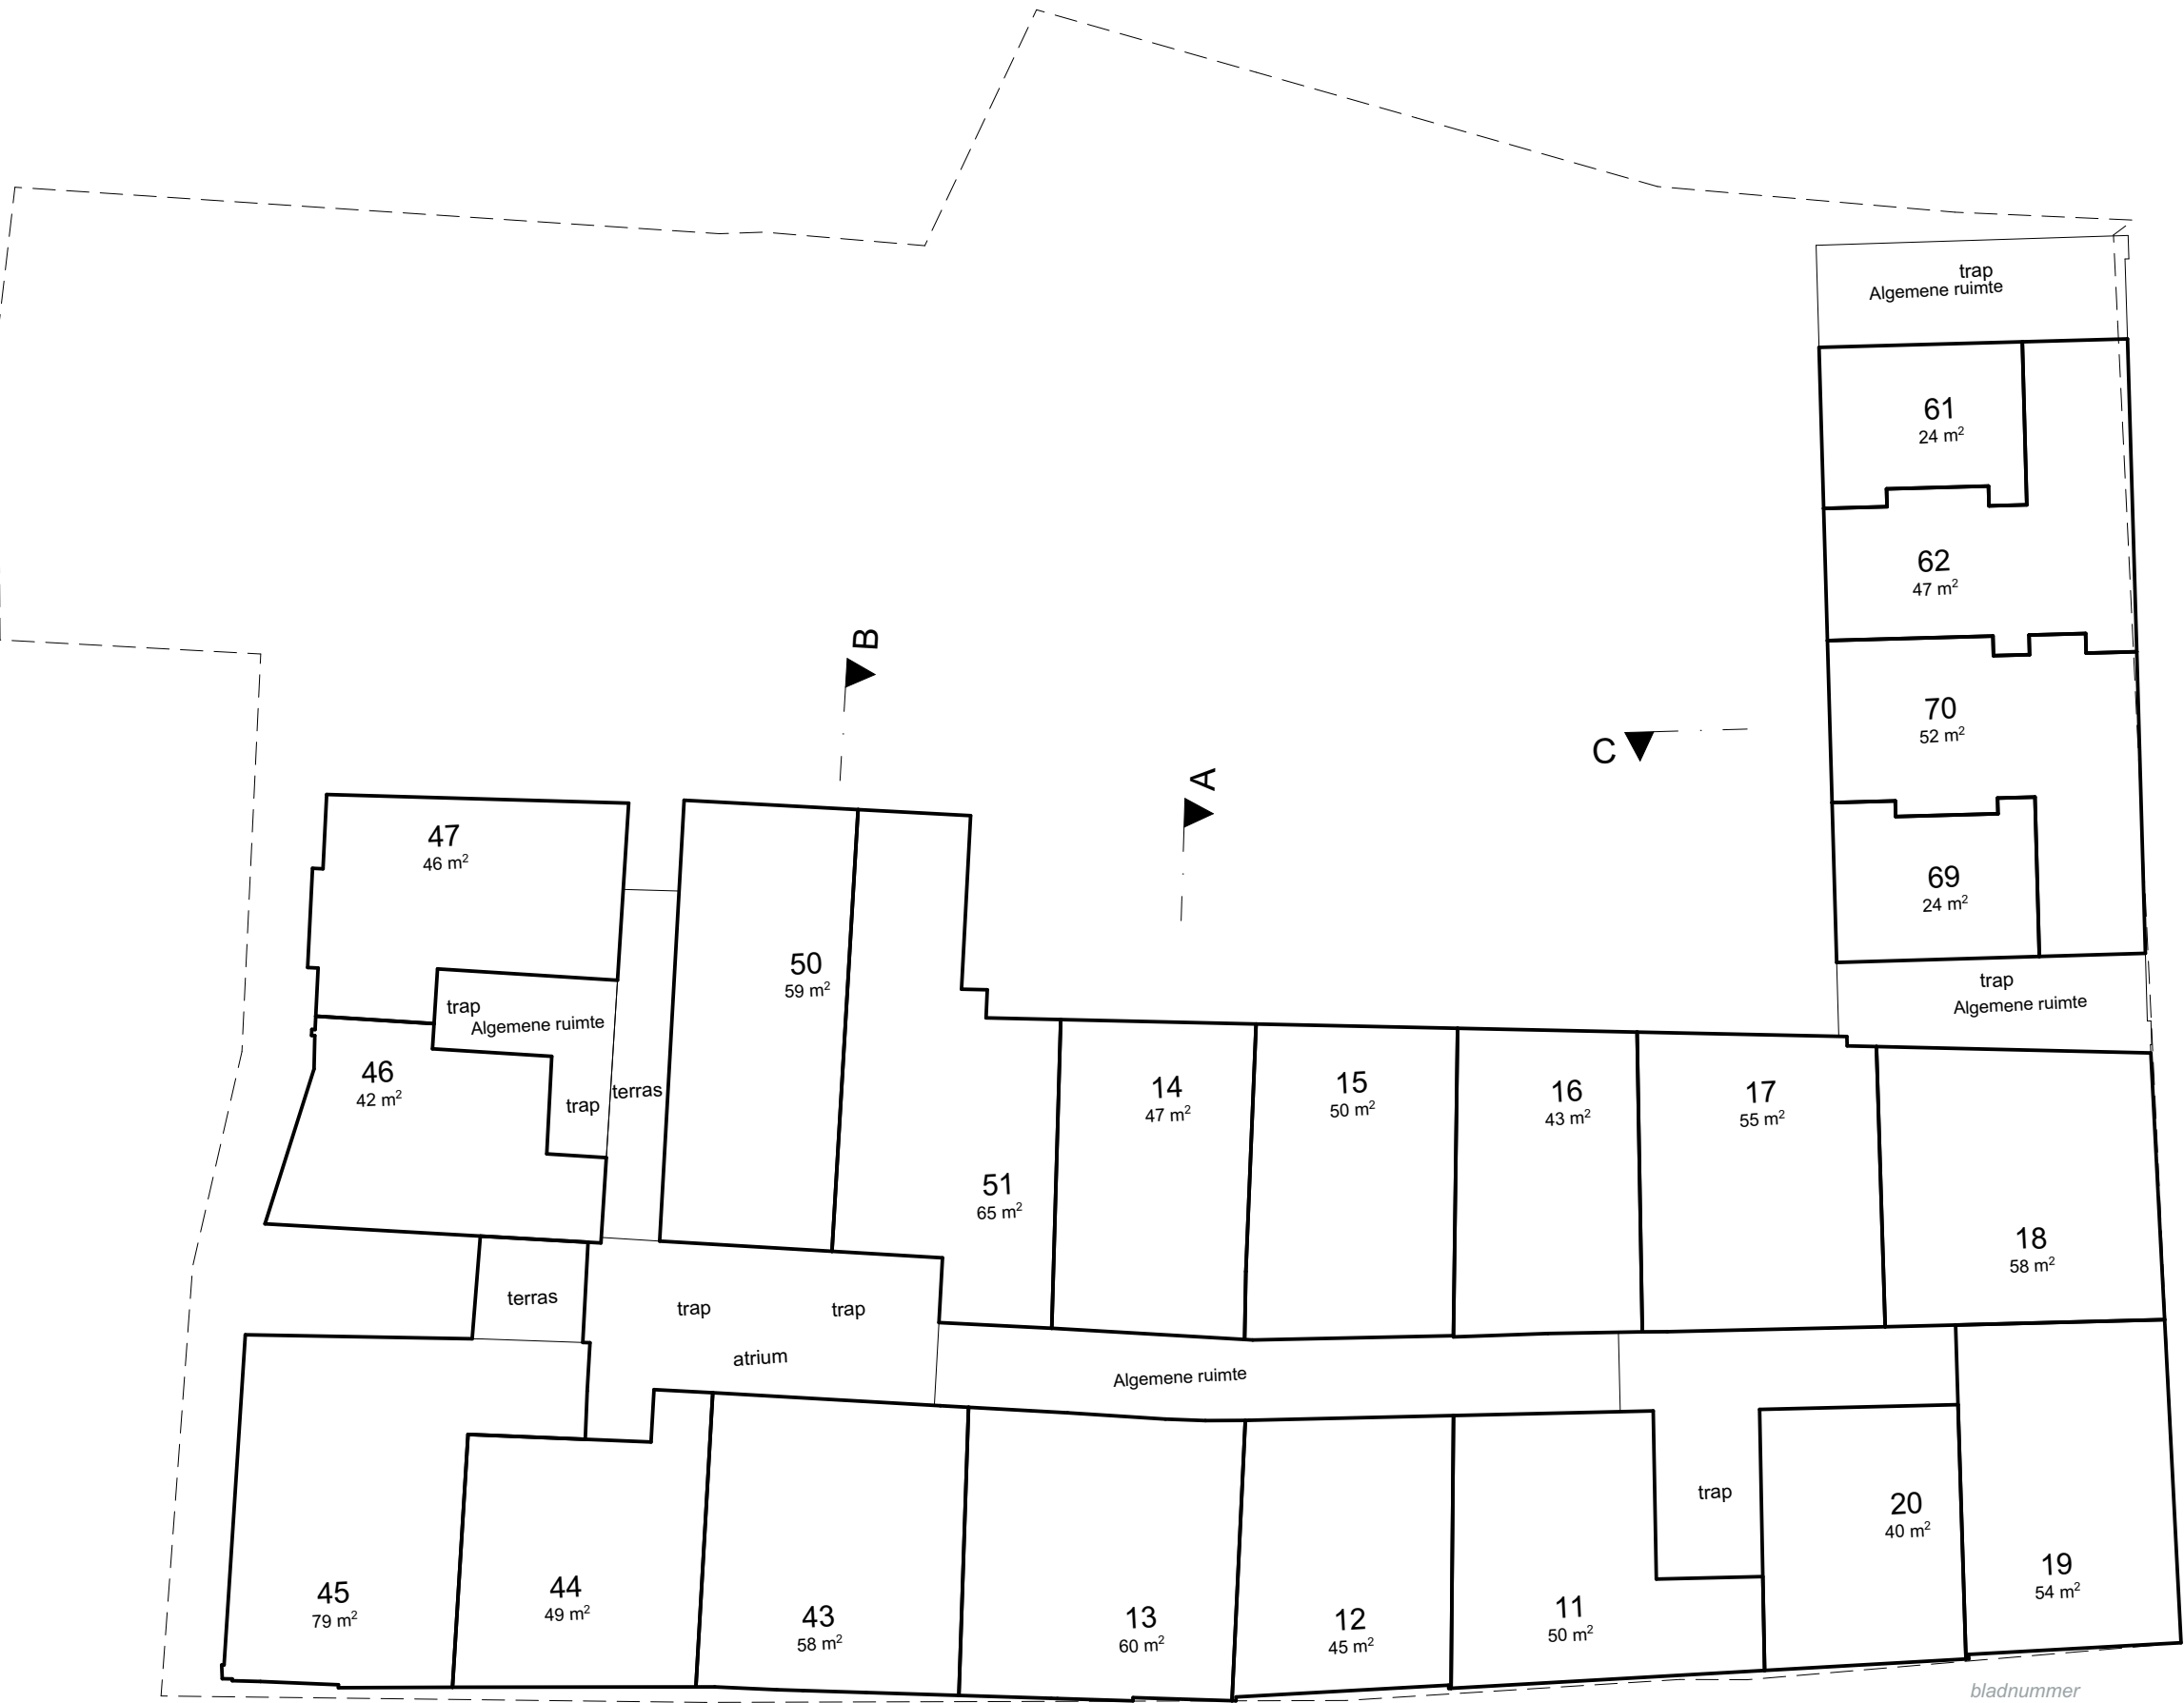 trap
Algemene ruimte
61
24 m²
62
47 m²
B
70
52 m²
C
A
47
46 m²
69
24 m²
50
59 m²
trap
Algemene ruimte
trap
Algemene ruimte
46
42 m²
trap
terras
14
47 m²
15
50 m²
16
43 m²
17
55 m²
51
65 m²
18
58 m²
terras
trap
trap
atrium
Algemene ruimte
trap
20
40 m²
45
79 m²
44
49 m²
43
58 m²
13
60 m²
12
45 m²
11
50 m²
19
54 m²
bladnummer